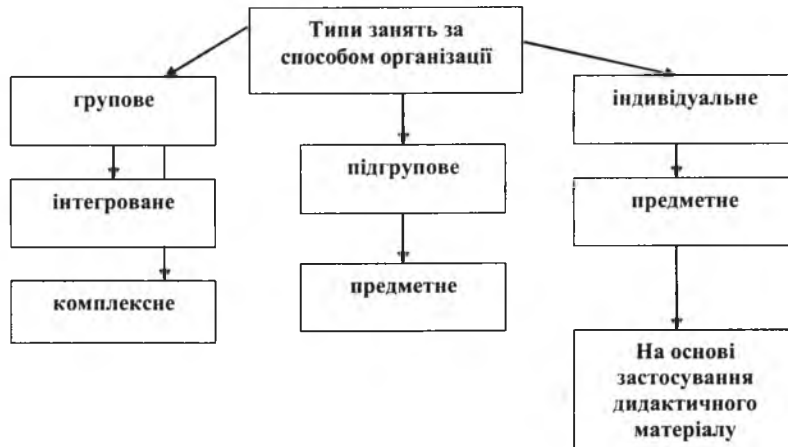 Типи занять за
способом організації
групове
індивідуальне
підгрупове
інтегроване
предметне
комплексне
предметне
На основі
застосування
дидактичного
матеріалу